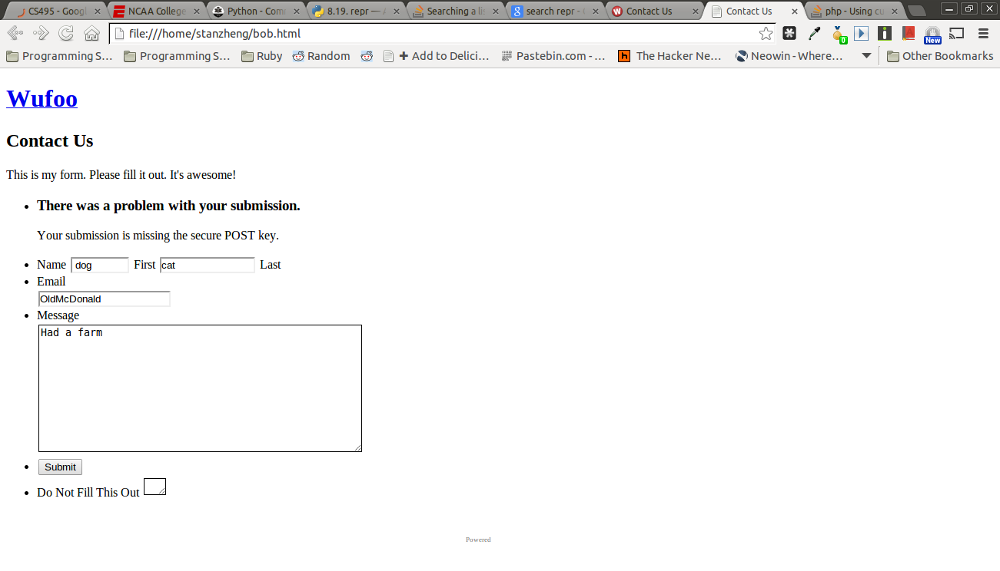 CS495 - Googl
NCAA College
Python - Com
8.19. repr — A
Searching a lis
search repr - G
Contact Us
Contact Us
php - Using cu
file:///home/stanzheng/bob.html
0
New
Programming S...
Programming S...
Ruby
Random
Add to Delici...
Pastebin.com - ...
The Hacker Ne...
Neowin - Where...
Other Bookmarks
Wufoo
Contact Us
This is my form. Please fill it out. It's awesome!
There was a problem with your submission.
Your submission is missing the secure POST key.
Name dog First cat Last
Email
OldMcDonald
Message
Had a farm
Submit
Do Not Fill This Out
Powered